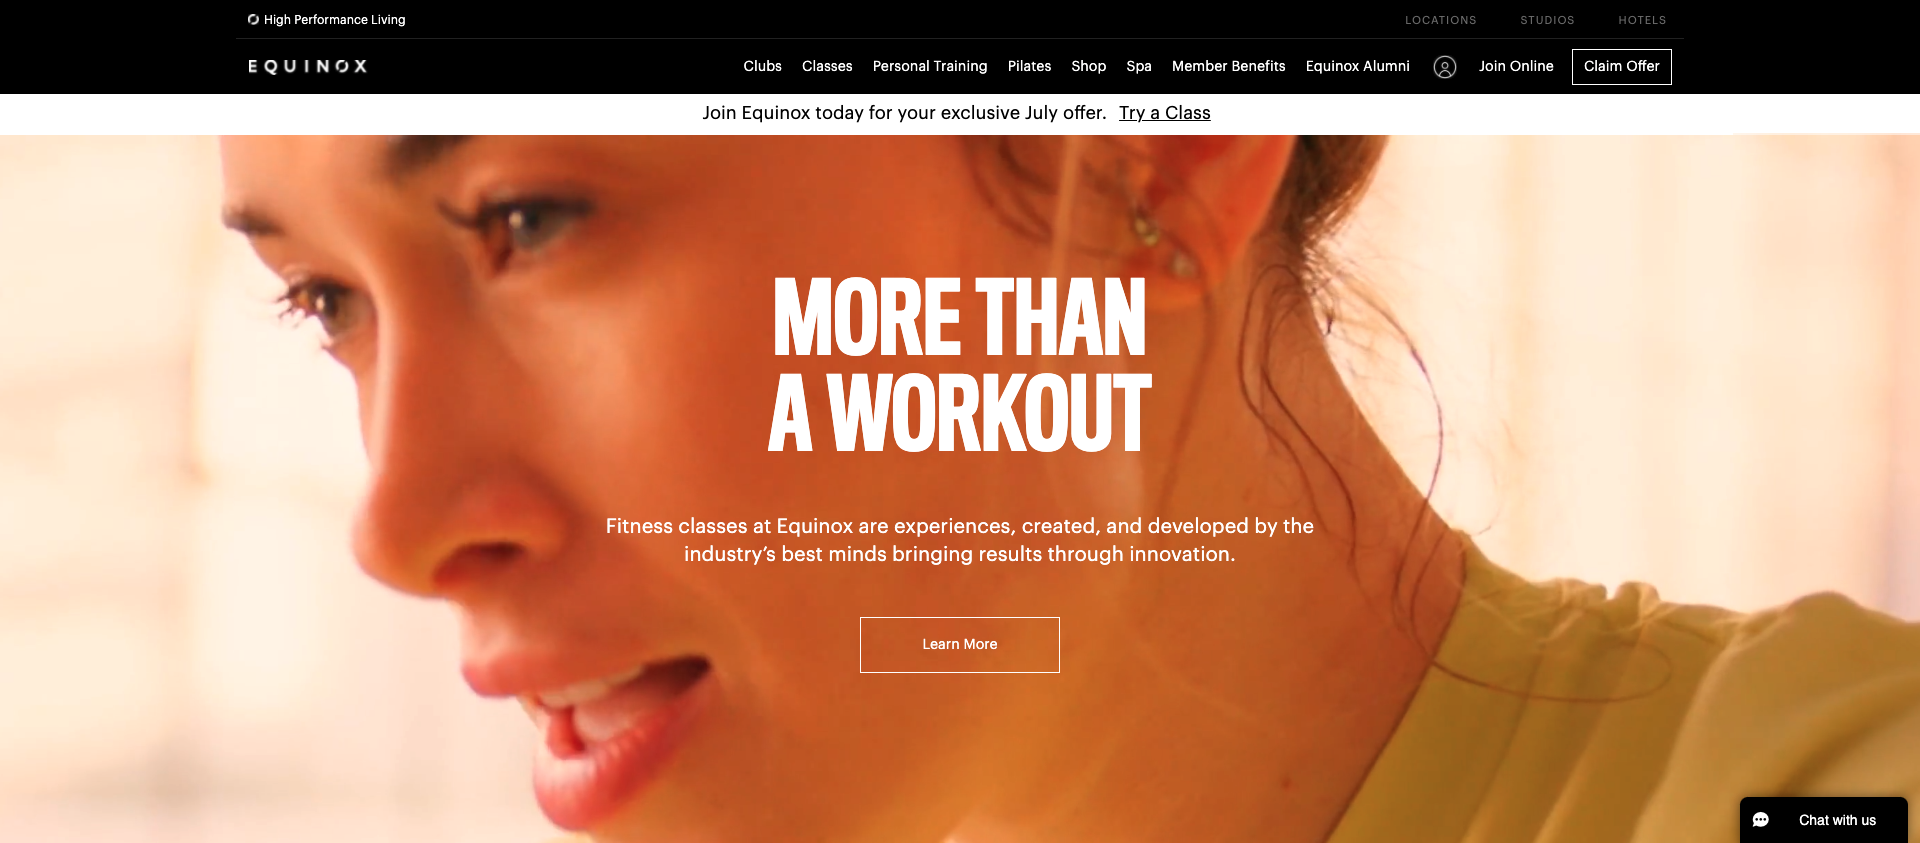 High Performance Living
LOCATIONS STUDIOS HOTELS
EQUINOX
Clubs Classes Personal Training Pilates Shop Spa Member Benefits Equinox Alumni Join Online Claim Offer
Join Equinox today for your exclusive July offer. Try a Class
MORE THAN
A WORKOUT
Fitness classes at Equinox are experiences, created, and developed by the
industry’s best minds bringing results through innovation.
Learn More
Chat with us